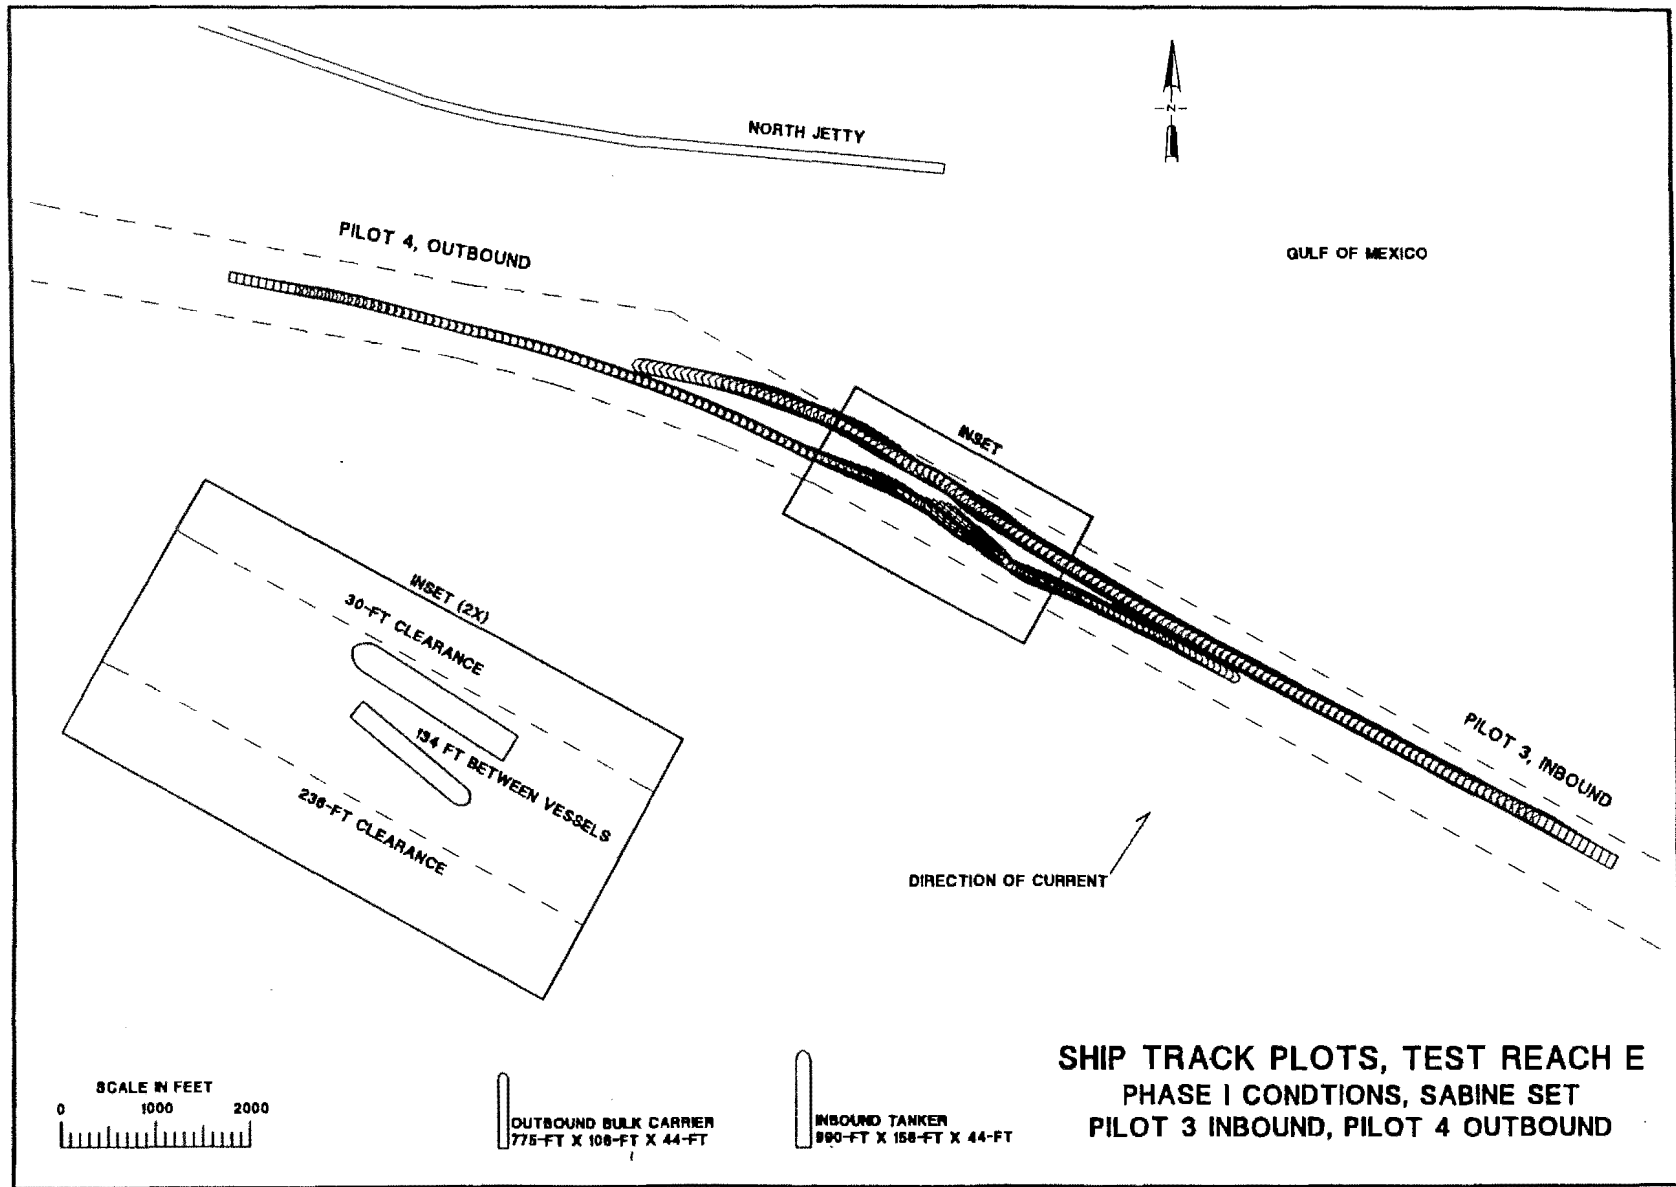 NORTH JETTY
N
PILOT 4, OUTBOUND
GULF OF MEXICO
INSET
INSET (2X)
30-FT CLEARANCE
134 FT BETWEEN VESSELS
236-FT CLEARANCE
PILOT 3, INBOUND
DIRECTION OF CURRENT
SCALE IN FEET
0 1000 2000
OUTBOUND BULK CARRIER
775-FT X 106-FT X 44-FT
INBOUND TANKER
990-FT X 156-FT X 44-FT
SHIP TRACK PLOTS, TEST REACH E
PHASE I CONDTIONS, SABINE SET
PILOT 3 INBOUND, PILOT 4 OUTBOUND